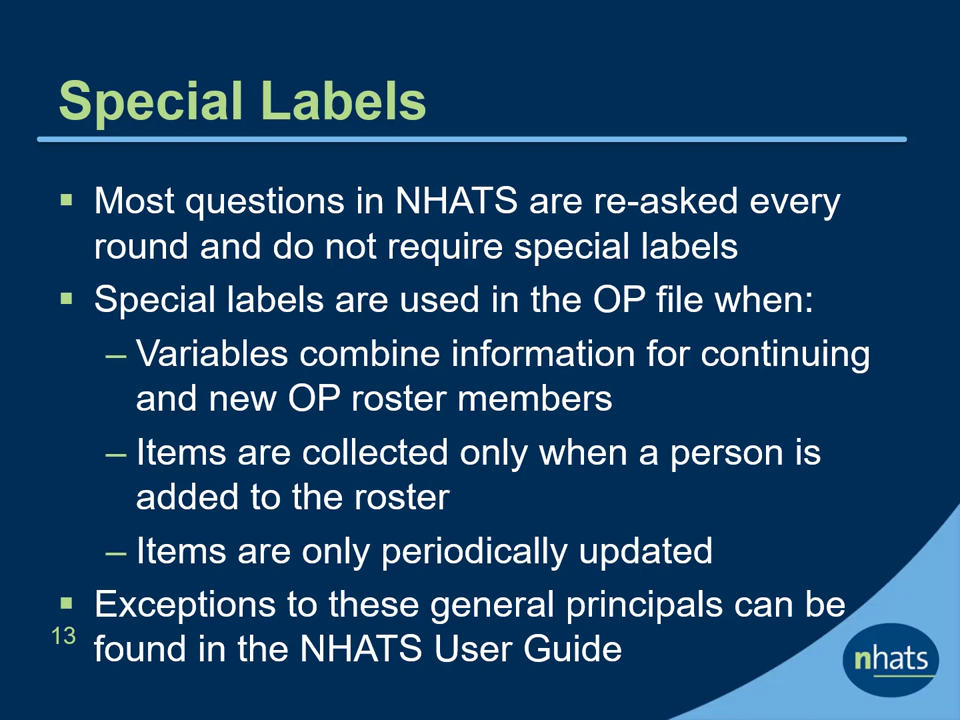 Special Labels
▪ Most questions in NHATS are re-asked every
round and do not require special labels
▪ Special labels are used in the OP file when:
– Variables combine information for continuing
and new OP roster members
– Items are collected only when a person is
added to the roster
– Items are only periodically updated
▪ Exceptions to these general principals can be
found in the NHATS User Guide
13
nhats